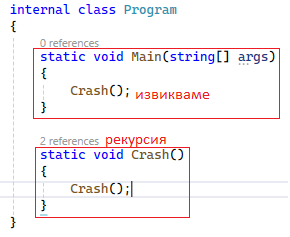 internal class Program
{
0 references
static void Main(string[] args)
{
Crash(); извикваме
}
2 references рекурсия
static void Crash()
{
Crash();
}
}